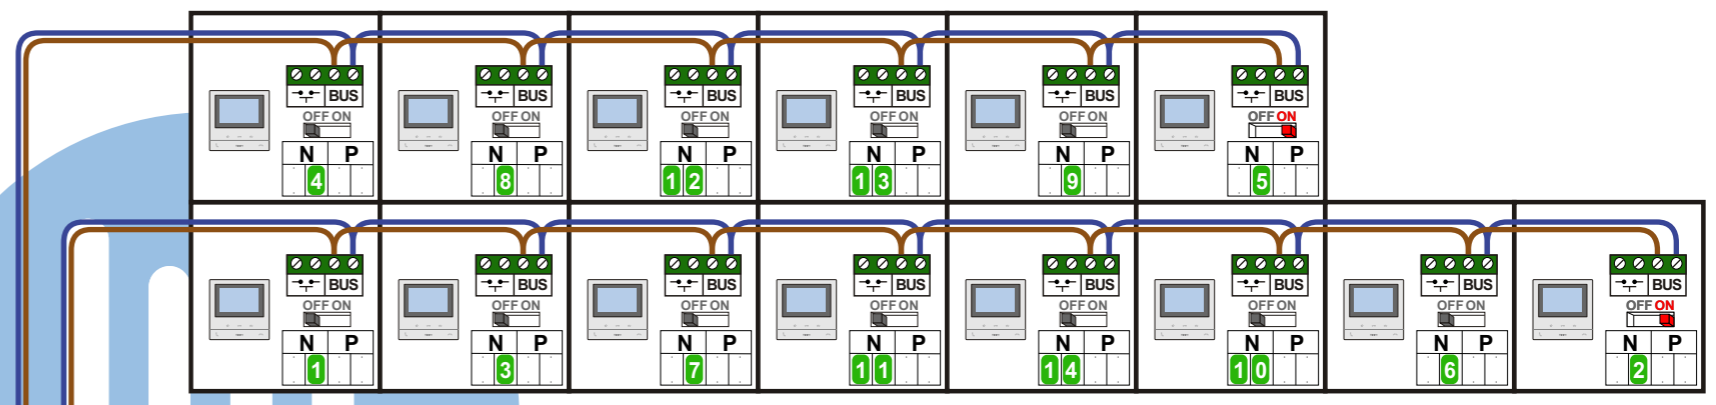 BUS BUS BUS BUS BUS BUS
OFF ON OFF ON OFF ON OFF ON OFF ON OFF ON
N P N P N P N P N P N P
4 8 12 13 9 5
BUS BUS BUS BUS BUS BUS BUS BUS
OFF ON OFF ON OFF ON OFF ON OFF ON OFF ON OFF ON OFF ON
N P N P N P N P N P N P N P N P
1 3 7 11 14 10 6 2